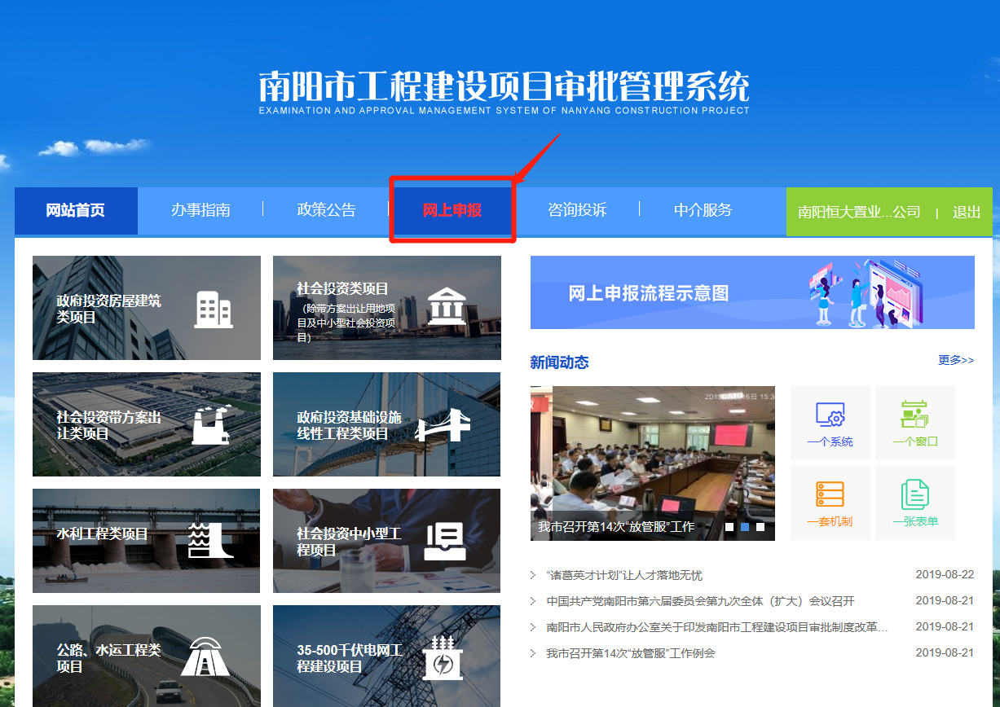 南阳市工程建设项目审批管理系统
EXAMINATION AND APPROVAL MANAGEMENT SYSTEM OF NANYANG CONSTRUCTION PROJECT
网站首页
办事指南
政策公告
网上申报
咨询投诉
中介服务
南阳恒大置业...公司 | 退出
政府投资房屋建筑
类项目
社会投资类项目
（除带方案出让用地项
目及中小型社会投资项
目）
社会投资带方案出
让类项目
政府投资基础设施
线性工程类项目
水利工程类项目
社会投资中小型工
程项目
公路、水运工程类
项目
35-500千伏电网工
程建设项目
网上申报流程示意图
新闻动态
更多>>
我市召开第14次“放管服”工作
一个系统
一个窗口
一套机制
一张表单
“诸葛英才计划”让人才落地无忧
2019-08-22
中国共产党南阳市第六届委员会第九次全体（扩大）会议召开
2019-08-21
南阳市人民政府办公室关于印发南阳市工程建设项目审批制度改革...
2019-08-21
我市召开第14次“放管服”工作例会
2019-08-21